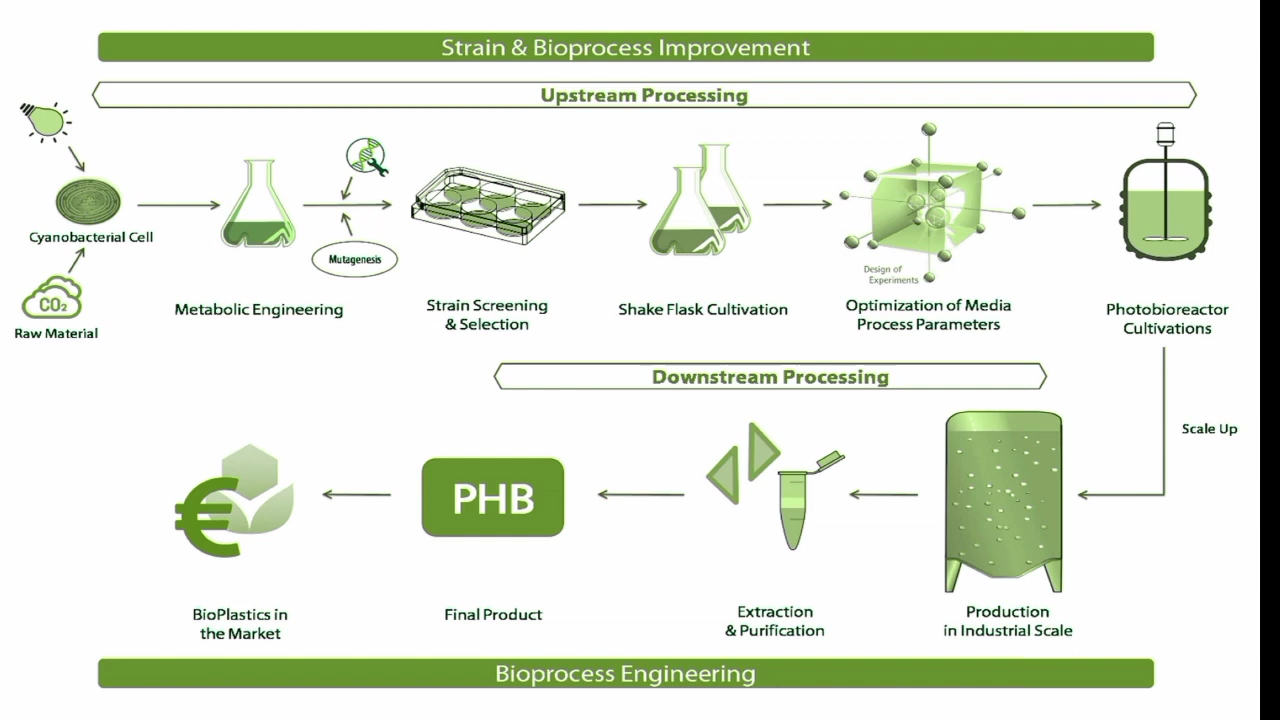 Strain & Bioprocess Improvement
Upstream Processing
Cyanobacterial Cell
CO₂
Raw Material
Metabolic Engineering
Mutagenesis
Strain Screening
& Selection
Shake Flask Cultivation
Design of
Experiments
Optimization of Media
Process Parameters
Photobioreactor
Cultivations
Scale Up
Downstream Processing
€
BioPlastics in
the Market
PHB
Final Product
Extraction
& Purification
Production
in Industrial Scale
Bioprocess Engineering